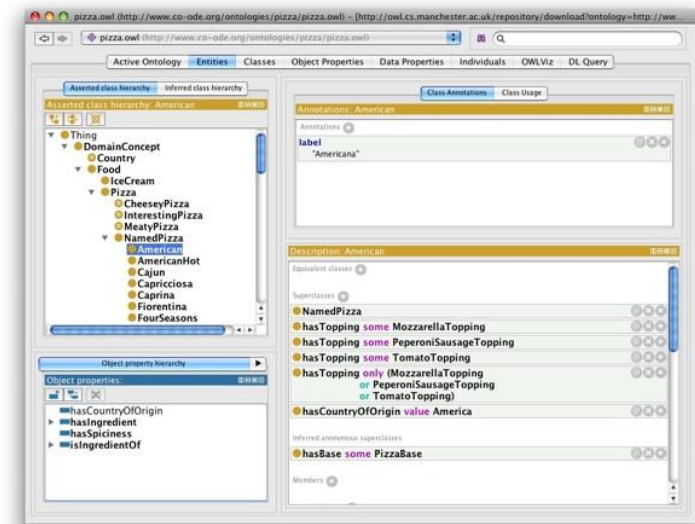 pizza.owl (http://www.co-ode.org/ontologies/pizza/pizza.owl) – [http://owl.cs.manchester.ac.uk/repository/download?ontology=http://ww...
pizza.owl (http://www.co-ode.org/ontologies/pizza/pizza.owl)
Active Ontology Entities Classes Object Properties Data Properties Individuals OWLViz DL Query
Asserted class hierarchy Inferred class hierarchy
Asserted class hierarchy: American
Thing
DomainConcept
Country
Food
IceCream
Pizza
CheeseyPizza
InterestingPizza
MeatyPizza
NamedPizza
American
AmericanHot
Cajun
Capricciosa
Caprina
Fiorentina
FourSeasons
Object property hierarchy
Object properties:
hasCountryOfOrigin
hasIngredient
hasSpiciness
isIngredientOf
Class Annotations Class Usage
Annotations: American
Annotations
label
"Americana"
Description: American
Equivalent classes
Superclasses
NamedPizza
hasTopping some MozzarellaTopping
hasTopping some PeperoniSausageTopping
hasTopping some TomatoTopping
hasTopping only (MozzarellaTopping
or PeperoniSausageTopping
or TomatoTopping)
hasCountryOfOrigin value America
Inferred anonymous superclasses
hasBase some PizzaBase
Members